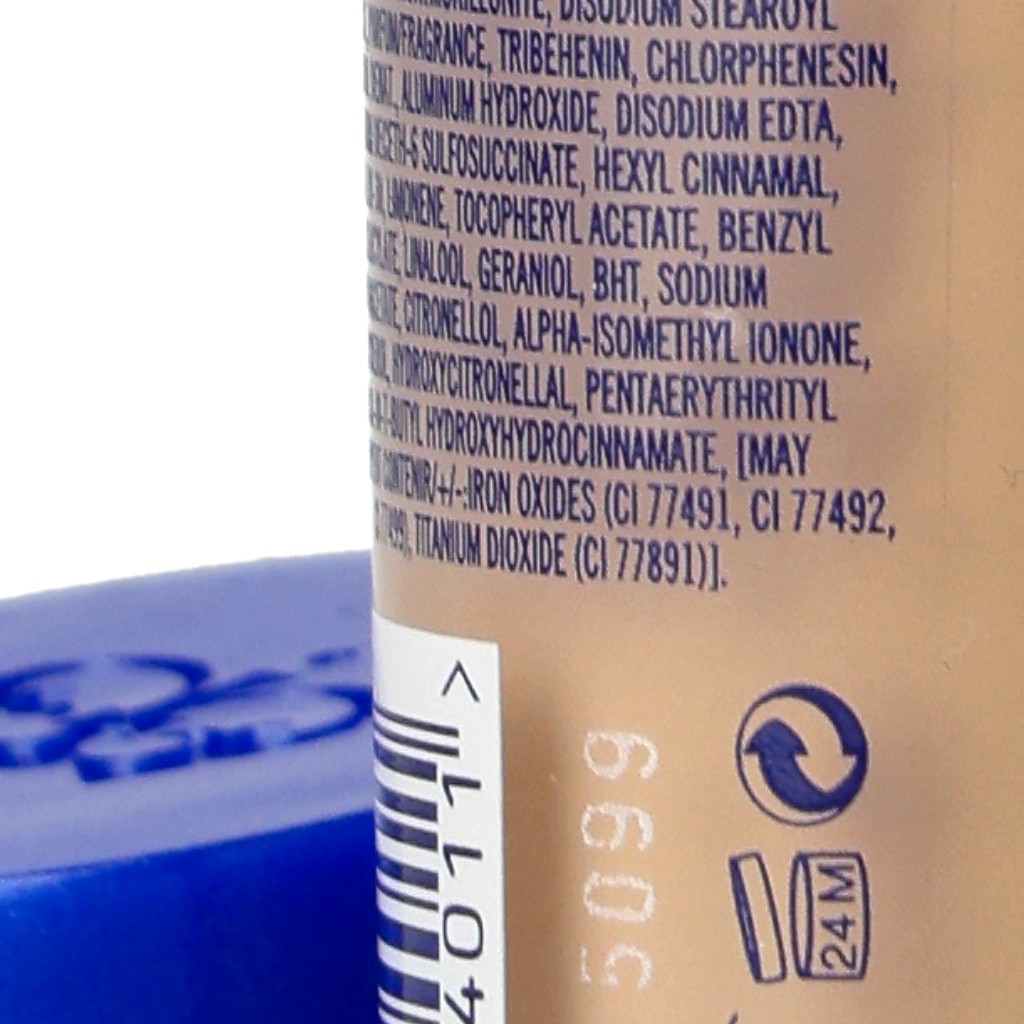 DISODIUM STEAROYL
TRIBEHENIN, CHLORPHENESIN,
ALUMINUM HYDROXIDE, DISODIUM EDTA,
SULFOSUCCINATE, HEXYL CINNAMAL,
LIMONENE, TOCOPHERYL ACETATE, BENZYL
LINALOOL, GERANIOL, BHT, SODIUM
CITRONELLOL, ALPHA-ISOMETHYL IONONE,
HYDROXYCITRONELLAL, PENTAERYTHRITYL
HYDROXYHYDROCINNAMATE, [MAY
CONTENIR/+/-:IRON OXIDES (CI 77491, CI 77492,
TITANIUM DIOXIDE (CI 77891)].
4011 >
5099
24 M